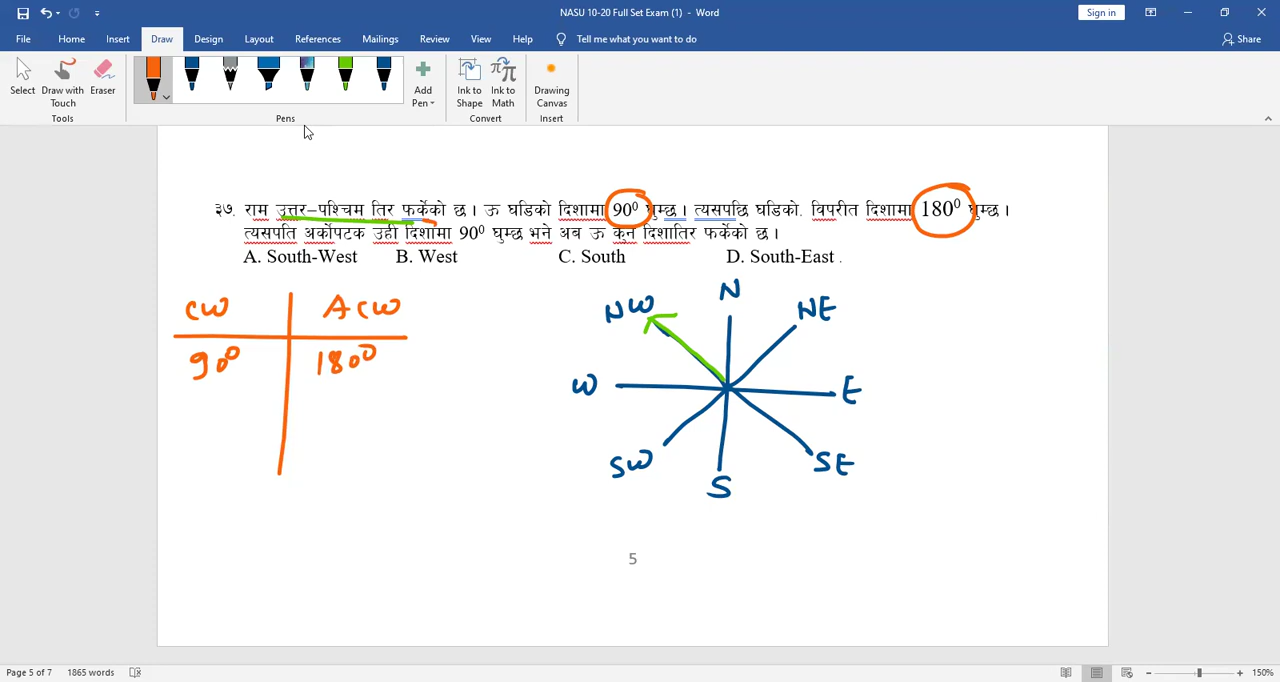 NASU 10-20 Full Set Exam (1) - Word
Sign in
File Home Insert Draw Design Layout References Mailings Review View Help Tell me what you want to do Share
Select Draw with Touch Eraser Add Pen Ink to Shape Ink to Math Drawing Canvas
Tools Pens Convert Insert
३७. राम उत्तर–पश्चिम तिर फर्केको छ । ऊ घडिको दिशामा 90⁰ घुम्छ । त्यसपछि घडिको. विपरीत दिशामा 180⁰ घुम्छ ।
त्यसपति अर्कोपटक उही दिशामा 90⁰ घुम्छ भने अब ऊ कुन दिशातिर फर्केको छ ।
A. South-West B. West C. South D. South-East .
CW ACW
90⁰ 180⁰
N
NW NE
W E
SW SE
S
5
Page 5 of 7 1865 words 150%